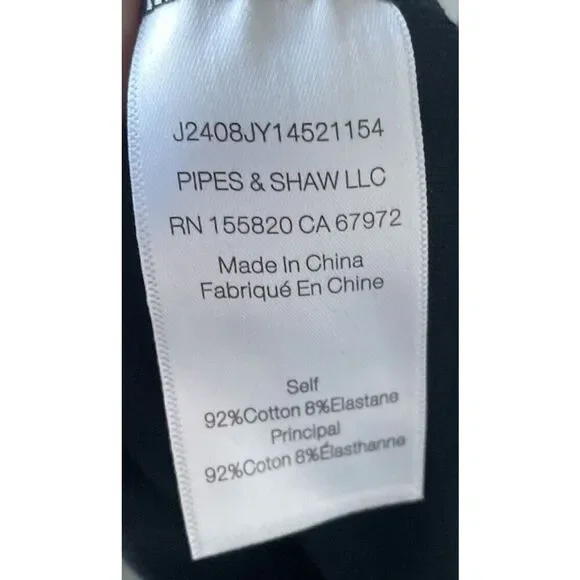 J2408JY14521154
PIPES & SHAW LLC
RN 155820 CA 67972
Made In China
Fabriqué En Chine
Self
92%Cotton 8%Elastane
Principal
92%Coton 8%Élasthanne